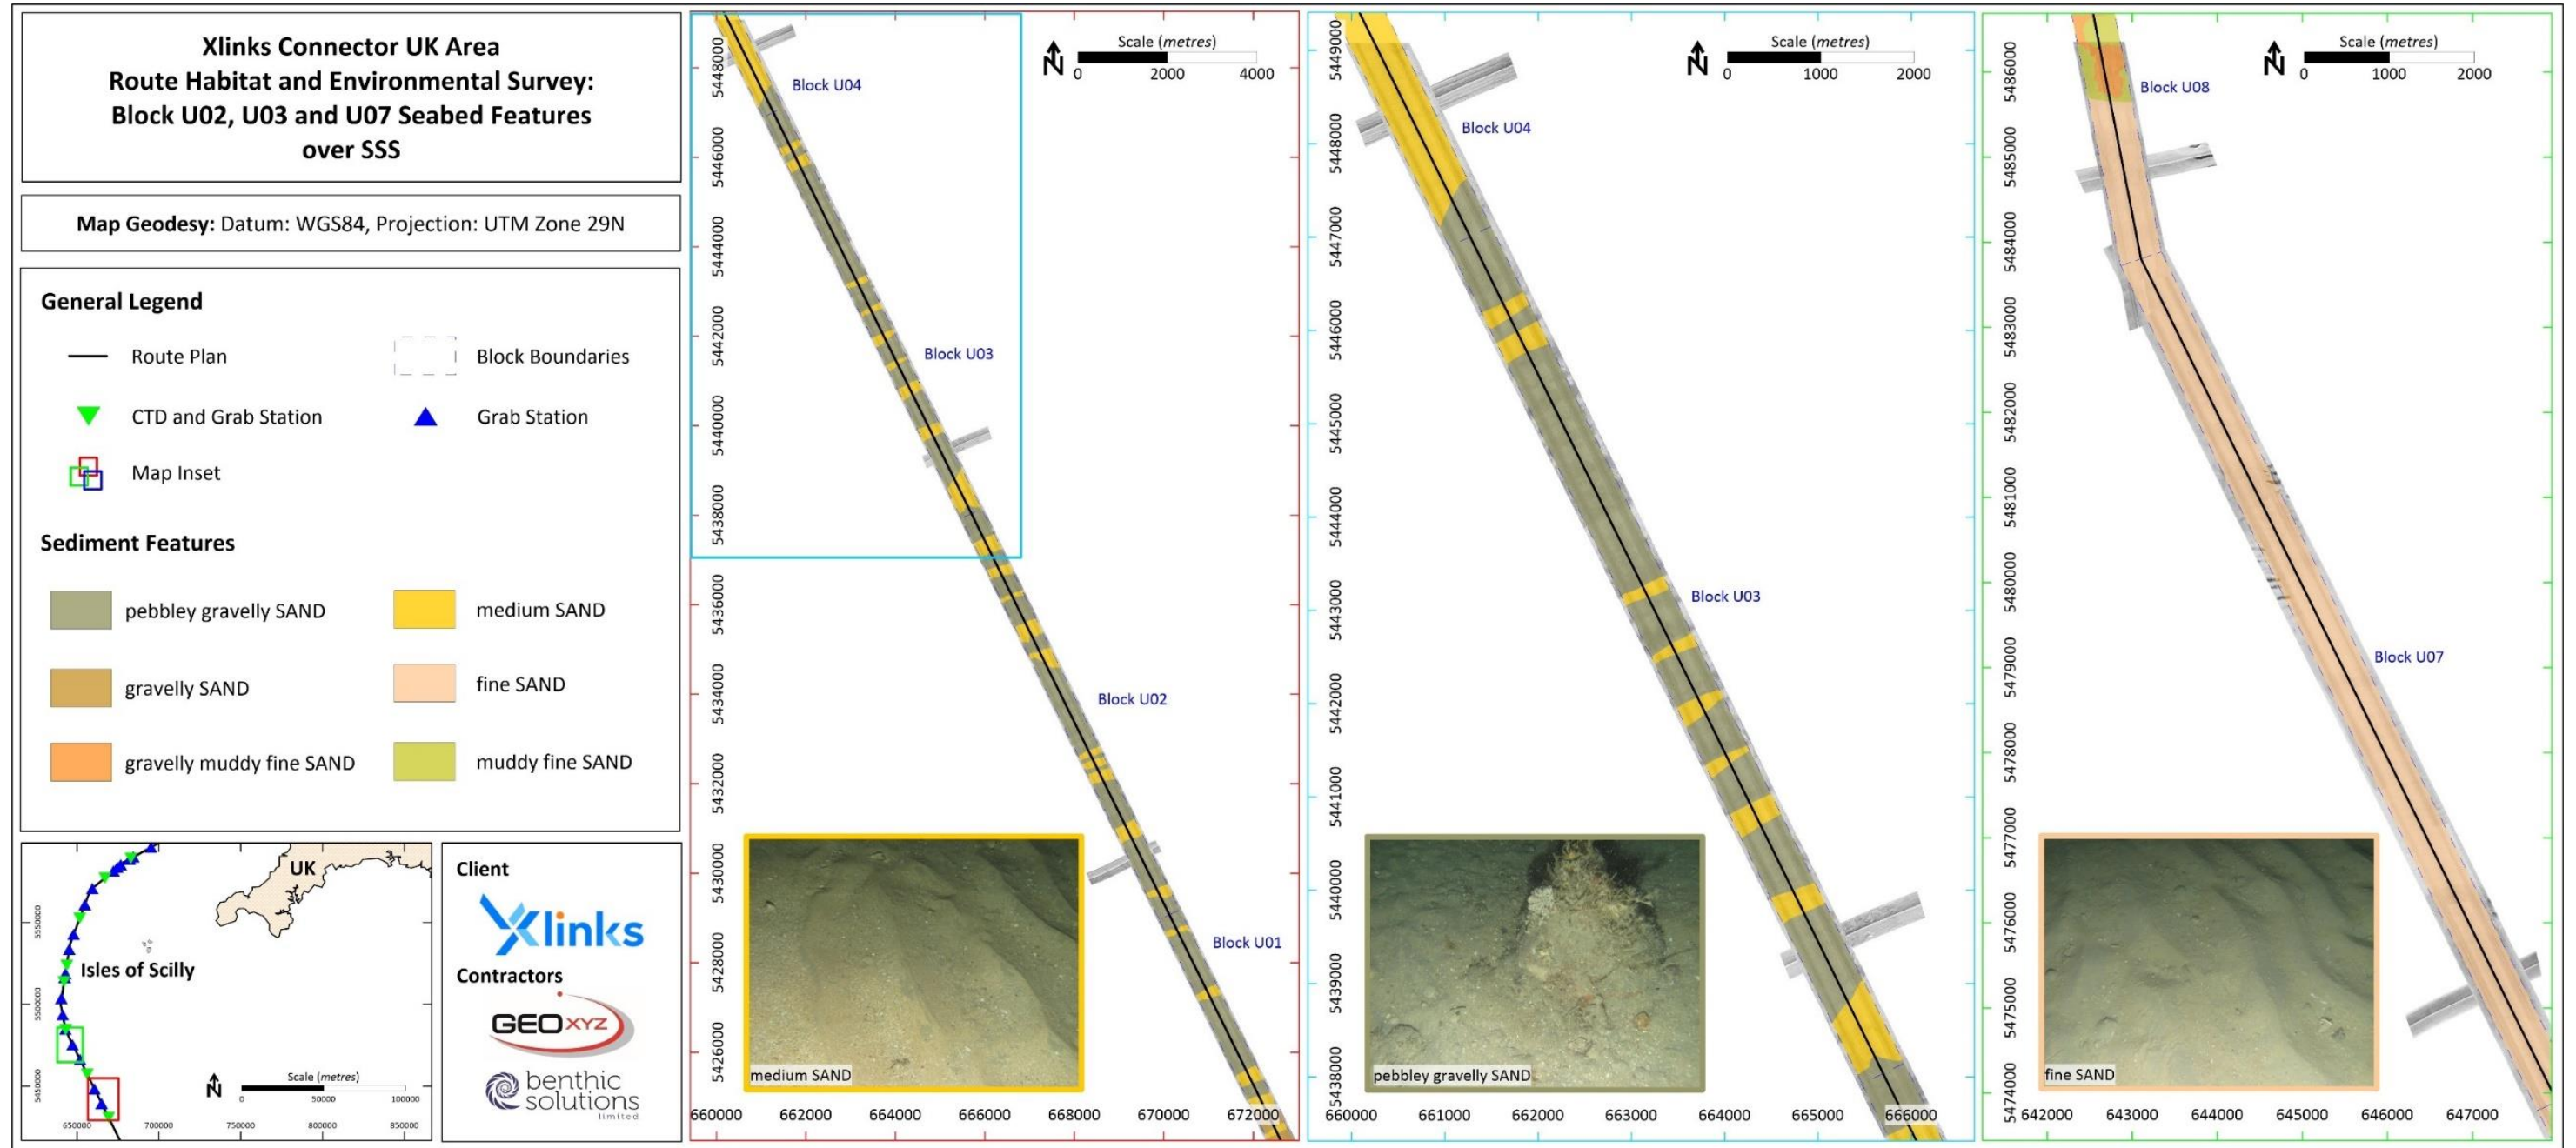 Xlinks Connector UK Area
Route Habitat and Environmental Survey:
Block U02, U03 and U07 Seabed Features
over SSS
Map Geodesy: Datum: WGS84, Projection: UTM Zone 29N
General Legend
Route Plan
Block Boundaries
CTD and Grab Station
Grab Station
Map Inset
Sediment Features
pebbley gravelly SAND
medium SAND
gravelly SAND
fine SAND
gravelly muddy fine SAND
muddy fine SAND
UK
Isles of Scilly
N
Scale (metres)
0 50000 100000
5550000
5500000
5450000
650000 700000 750000 800000 850000
Client
Xlinks
Contractors
GEOXYZ
benthic
solutions
limited
N
Scale (metres)
0 2000 4000
Block U04
Block U03
Block U02
Block U01
5448000
5446000
5444000
5442000
5440000
5438000
5436000
5434000
5432000
5430000
5428000
5426000
medium SAND
660000 662000 664000 666000 668000 670000 672000
N
Scale (metres)
0 1000 2000
Block U04
Block U03
5449000
5448000
5447000
5446000
5445000
5444000
5443000
5442000
5441000
5440000
5439000
5438000
pebbley gravelly SAND
660000 661000 662000 663000 664000 665000 666000
N
Scale (metres)
0 1000 2000
Block U08
Block U07
5486000
5485000
5484000
5483000
5482000
5481000
5480000
5479000
5478000
5477000
5476000
5475000
5474000
fine SAND
642000 643000 644000 645000 646000 647000